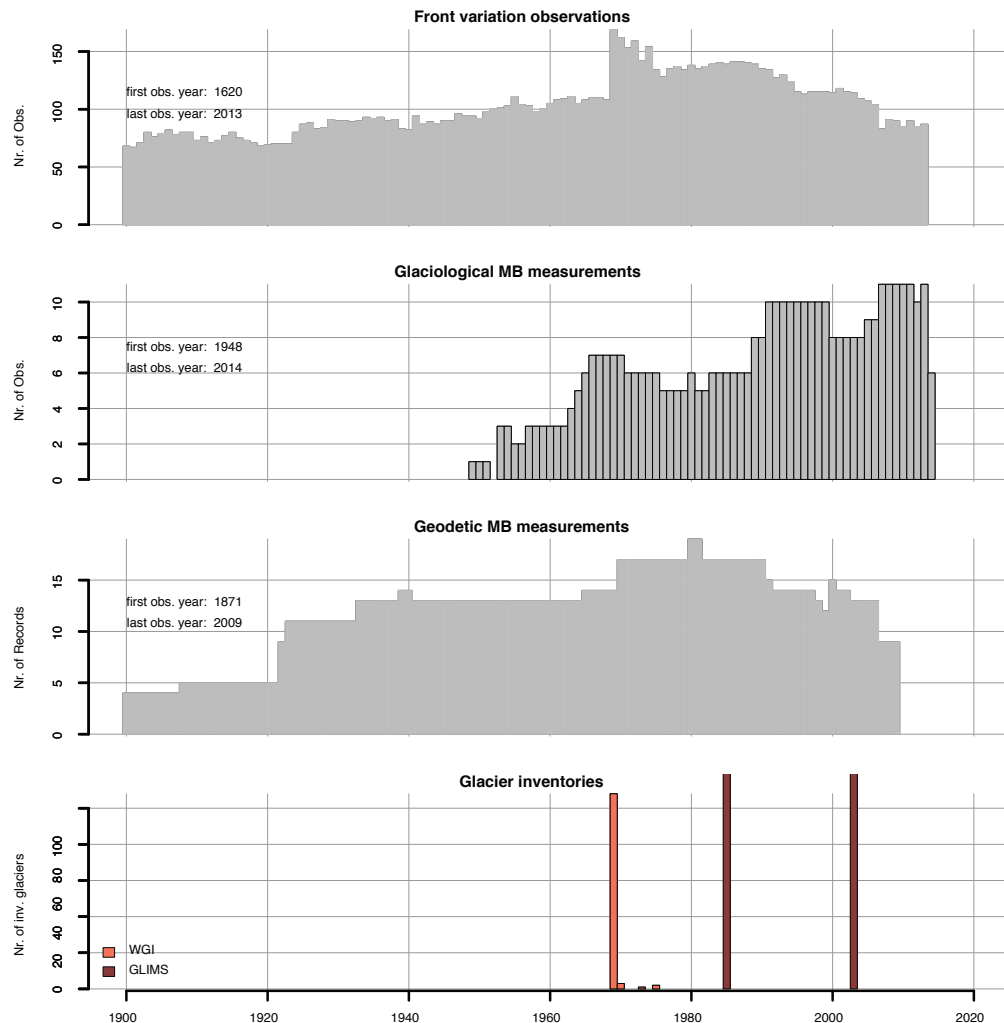 Front variation observations
Nr. of Obs.
150
100
50
0
first obs. year: 1620
last obs. year: 2013
Glaciological MB measurements
Nr. of Obs.
10
8
6
4
2
0
first obs. year: 1948
last obs. year: 2014
Geodetic MB measurements
Nr. of Records
15
10
5
0
first obs. year: 1871
last obs. year: 2009
Glacier inventories
Nr. of inv. glaciers
100
80
60
40
20
0
WGI
GLIMS
1900 1920 1940 1960 1980 2000 2020